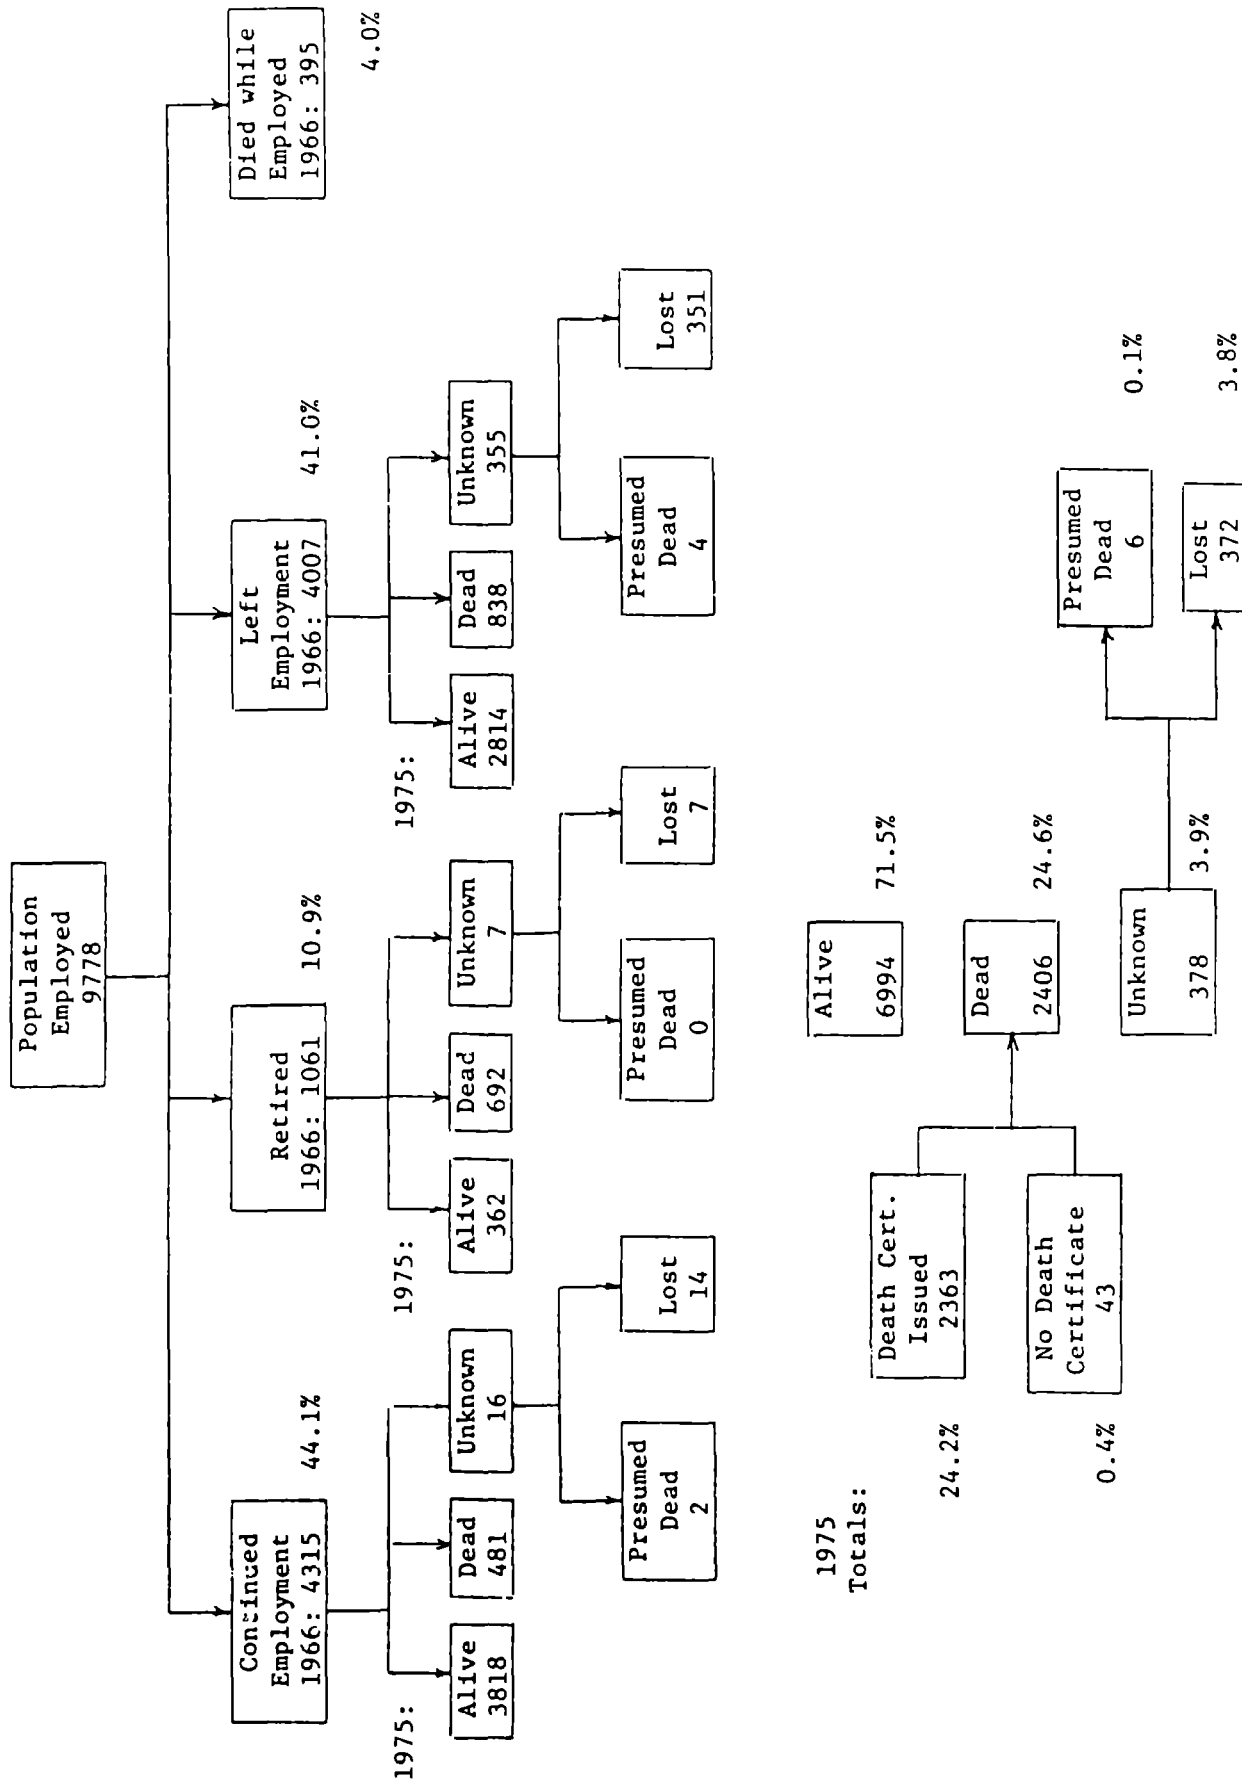 Population
Employed
9778
Continued
Employment
1966: 4315
44.1%
Retired
1966: 1061
10.9%
Left
Employment
1966: 4007
41.0%
Died while
Employed
1966: 395
4.0%
1975:
Alive
3818
Dead
481
Unknown
16
Presumed
Dead
2
Lost
14
1975:
Alive
362
Dead
692
Unknown
7
Presumed
Dead
0
Lost
7
1975:
Alive
2814
Dead
838
Unknown
355
Presumed
Dead
4
Lost
351
1975
Totals:
24.2%
Death Cert.
Issued
2363
0.4%
No Death
Certificate
43
Alive
6994
71.5%
Dead
2406
24.6%
Unknown
378
3.9%
Presumed
Dead
6
0.1%
Lost
372
3.8%